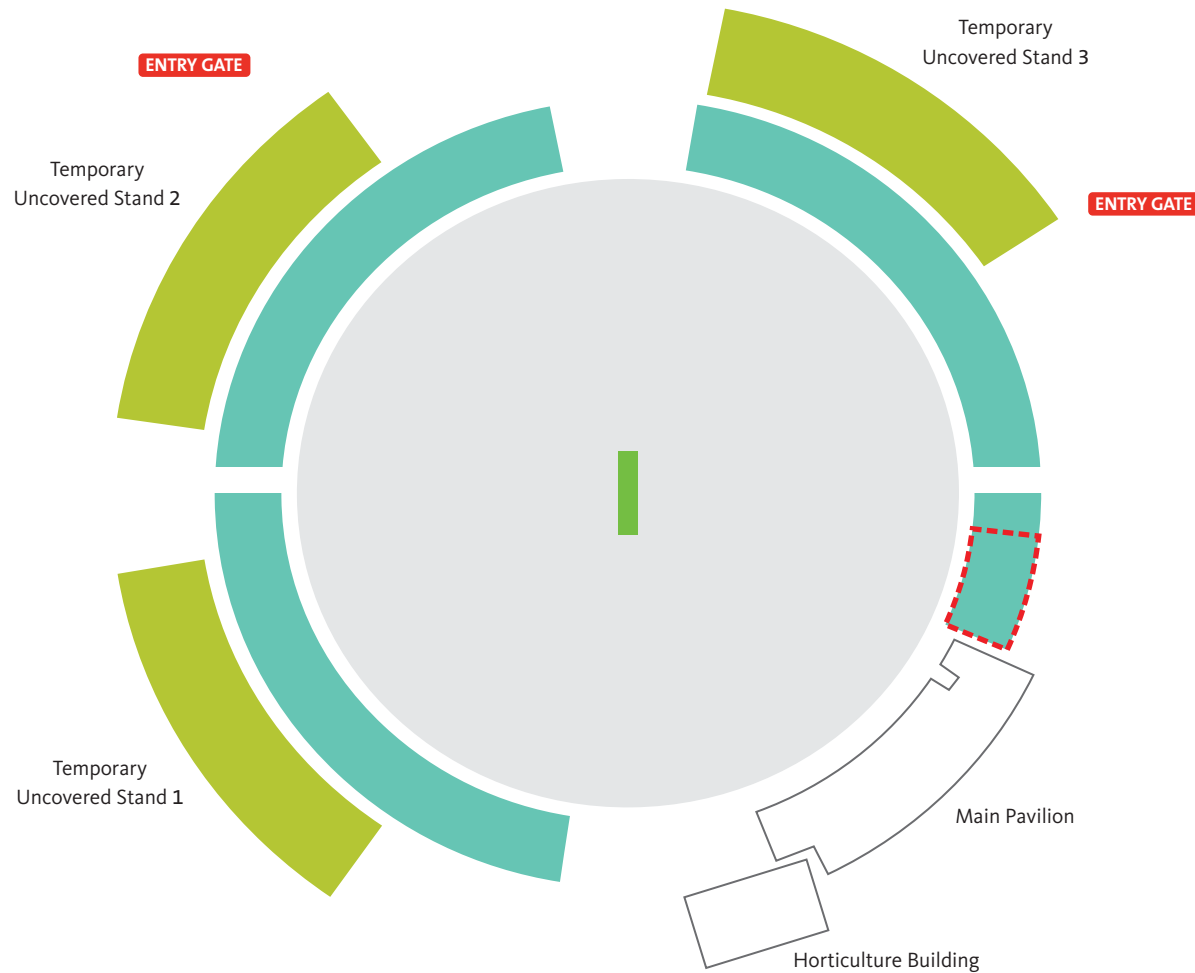 Temporary
Uncovered Stand 3
ENTRY GATE
Temporary
Uncovered Stand 2
ENTRY GATE
Temporary
Uncovered Stand 1
Main Pavilion
Horticulture Building